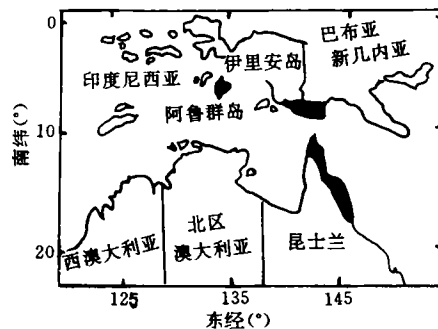 0
10
20
南纬(°)
印度尼西亚
伊里安岛
巴布亚
新几内亚
阿鲁群岛
西澳大利亚
北区
澳大利亚
昆士兰
125
135
145
东经(°)